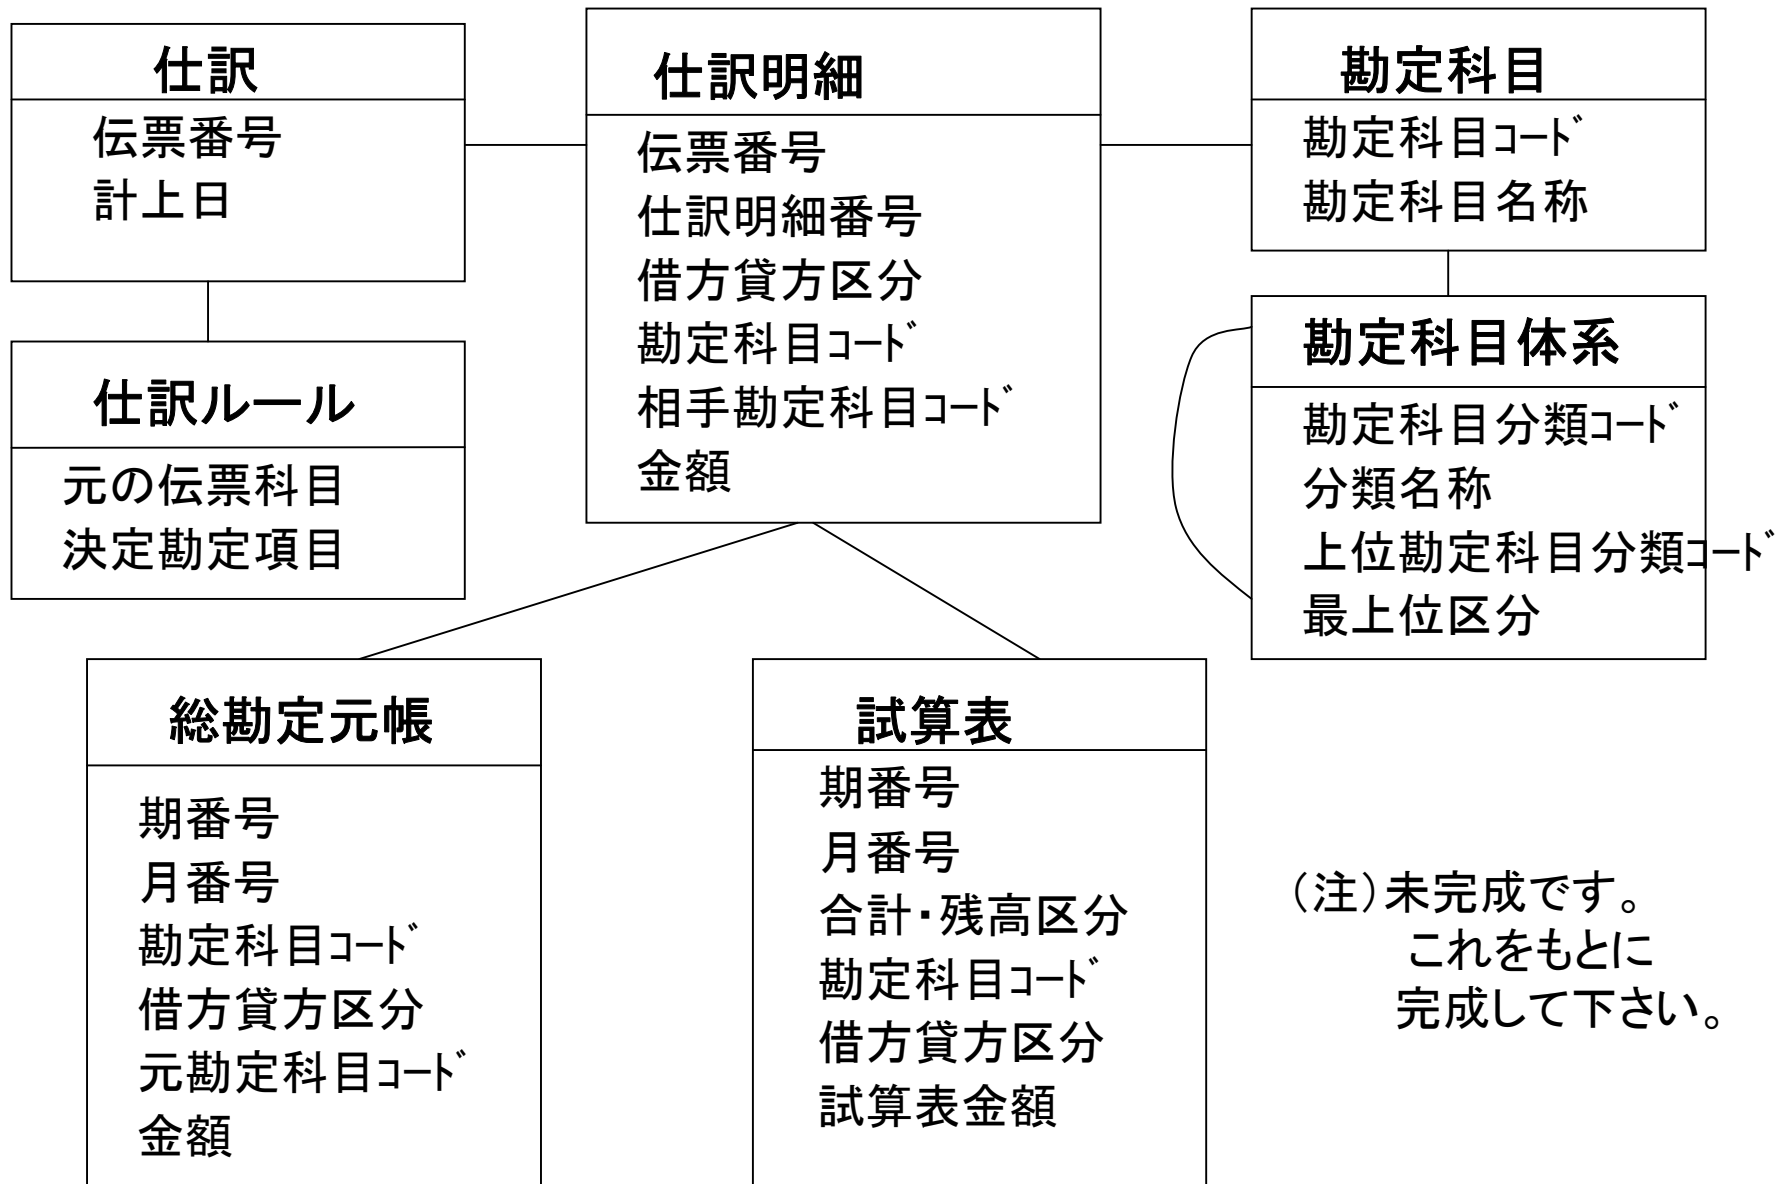 仕訳
伝票番号
計上日
仕訳明細
伝票番号
仕訳明細番号
借方貸方区分
勘定科目ｺｰﾄﾞ
相手勘定科目ｺｰﾄﾞ
金額
勘定科目
勘定科目ｺｰﾄﾞ
勘定科目名称
仕訳ルール
元の伝票科目
決定勘定項目
勘定科目体系
勘定科目分類ｺｰﾄﾞ
分類名称
上位勘定科目分類ｺｰﾄﾞ
最上位区分
総勘定元帳
期番号
月番号
勘定科目ｺｰﾄﾞ
借方貸方区分
元勘定科目ｺｰﾄﾞ
金額
試算表
期番号
月番号
合計・残高区分
勘定科目ｺｰﾄﾞ
借方貸方区分
試算表金額
（注）未完成です。
これをもとに
完成して下さい。